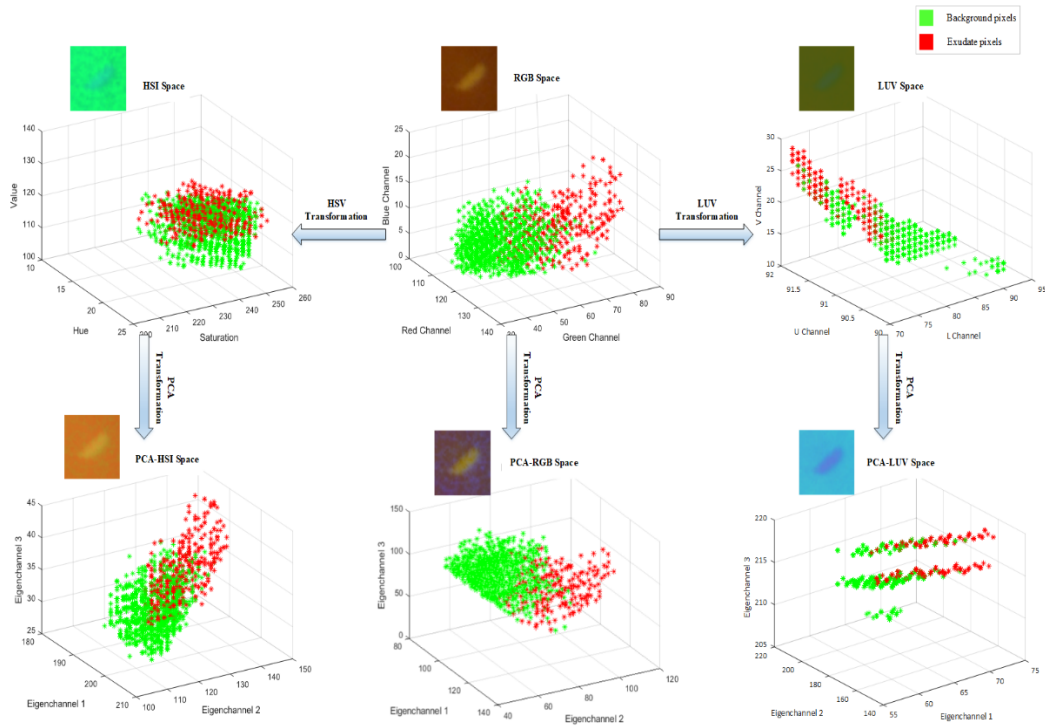 Background pixels
Exudate pixels
HSI Space
RGB Space
LUV Space
140
130
120
110
100
Value
10
15
20
25
Hue
200
210
220
230
240
250
260
Saturation
HSV
Transformation
25
20
15
10
5
0
Blue Channel
100
110
120
130
140
Red Channel
30
40
50
60
70
80
90
Green Channel
LUV
Transformation
30
25
20
15
10
V Channel
92
91.5
91
90.5
90
U Channel
70
75
80
85
90
95
L Channel
PCA
Transformation
PCA
Transformation
PCA
Transformation
PCA-HSI Space
PCA-RGB Space
PCA-LUV Space
45
40
35
30
25
Eigenchannel 3
180
190
200
210
Eigenchannel 1
100
110
120
130
140
150
Eigenchannel 2
150
100
50
0
Eigenchannel 3
80
100
120
140
Eigenchannel 1
40
60
80
100
120
Eigenchannel 2
220
215
210
205
Eigenchannel 3
220
200
180
160
140
Eigenchannel 2
55
60
65
70
75
Eigenchannel 1